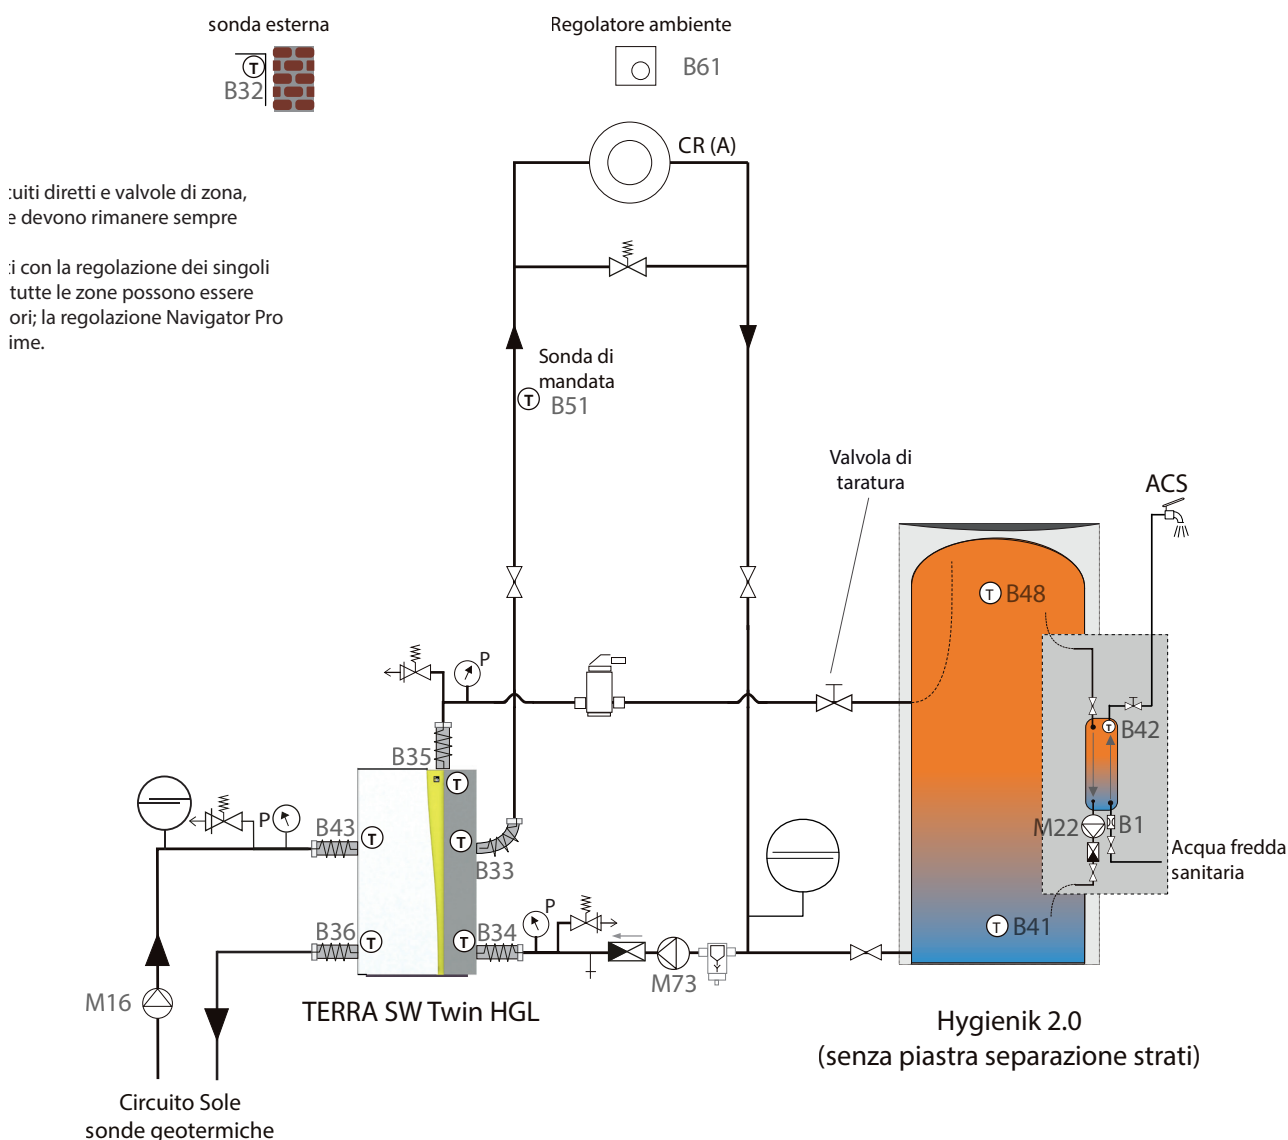 sonda esterna
Regolatore ambiente
T
B32
B61
CR (A)
cuiti diretti e valvole di zona,
e devono rimanere sempre
ti con la regolazione dei singoli
tutte le zone possono essere
ori; la regolazione Navigator Pro
ime.
Sonda di
mandata
T
B51
Valvola di
taratura
ACS
T
B48
P
B35
T
T
B42
P
B43
T
T
B33
M22
B1
Acqua fredda
sanitaria
P
B36
T
T
B34
T
B41
M73
M16
TERRA SW Twin HGL
Hygienik 2.0
(senza piastra separazione strati)
Circuito Sole
sonde geotermiche